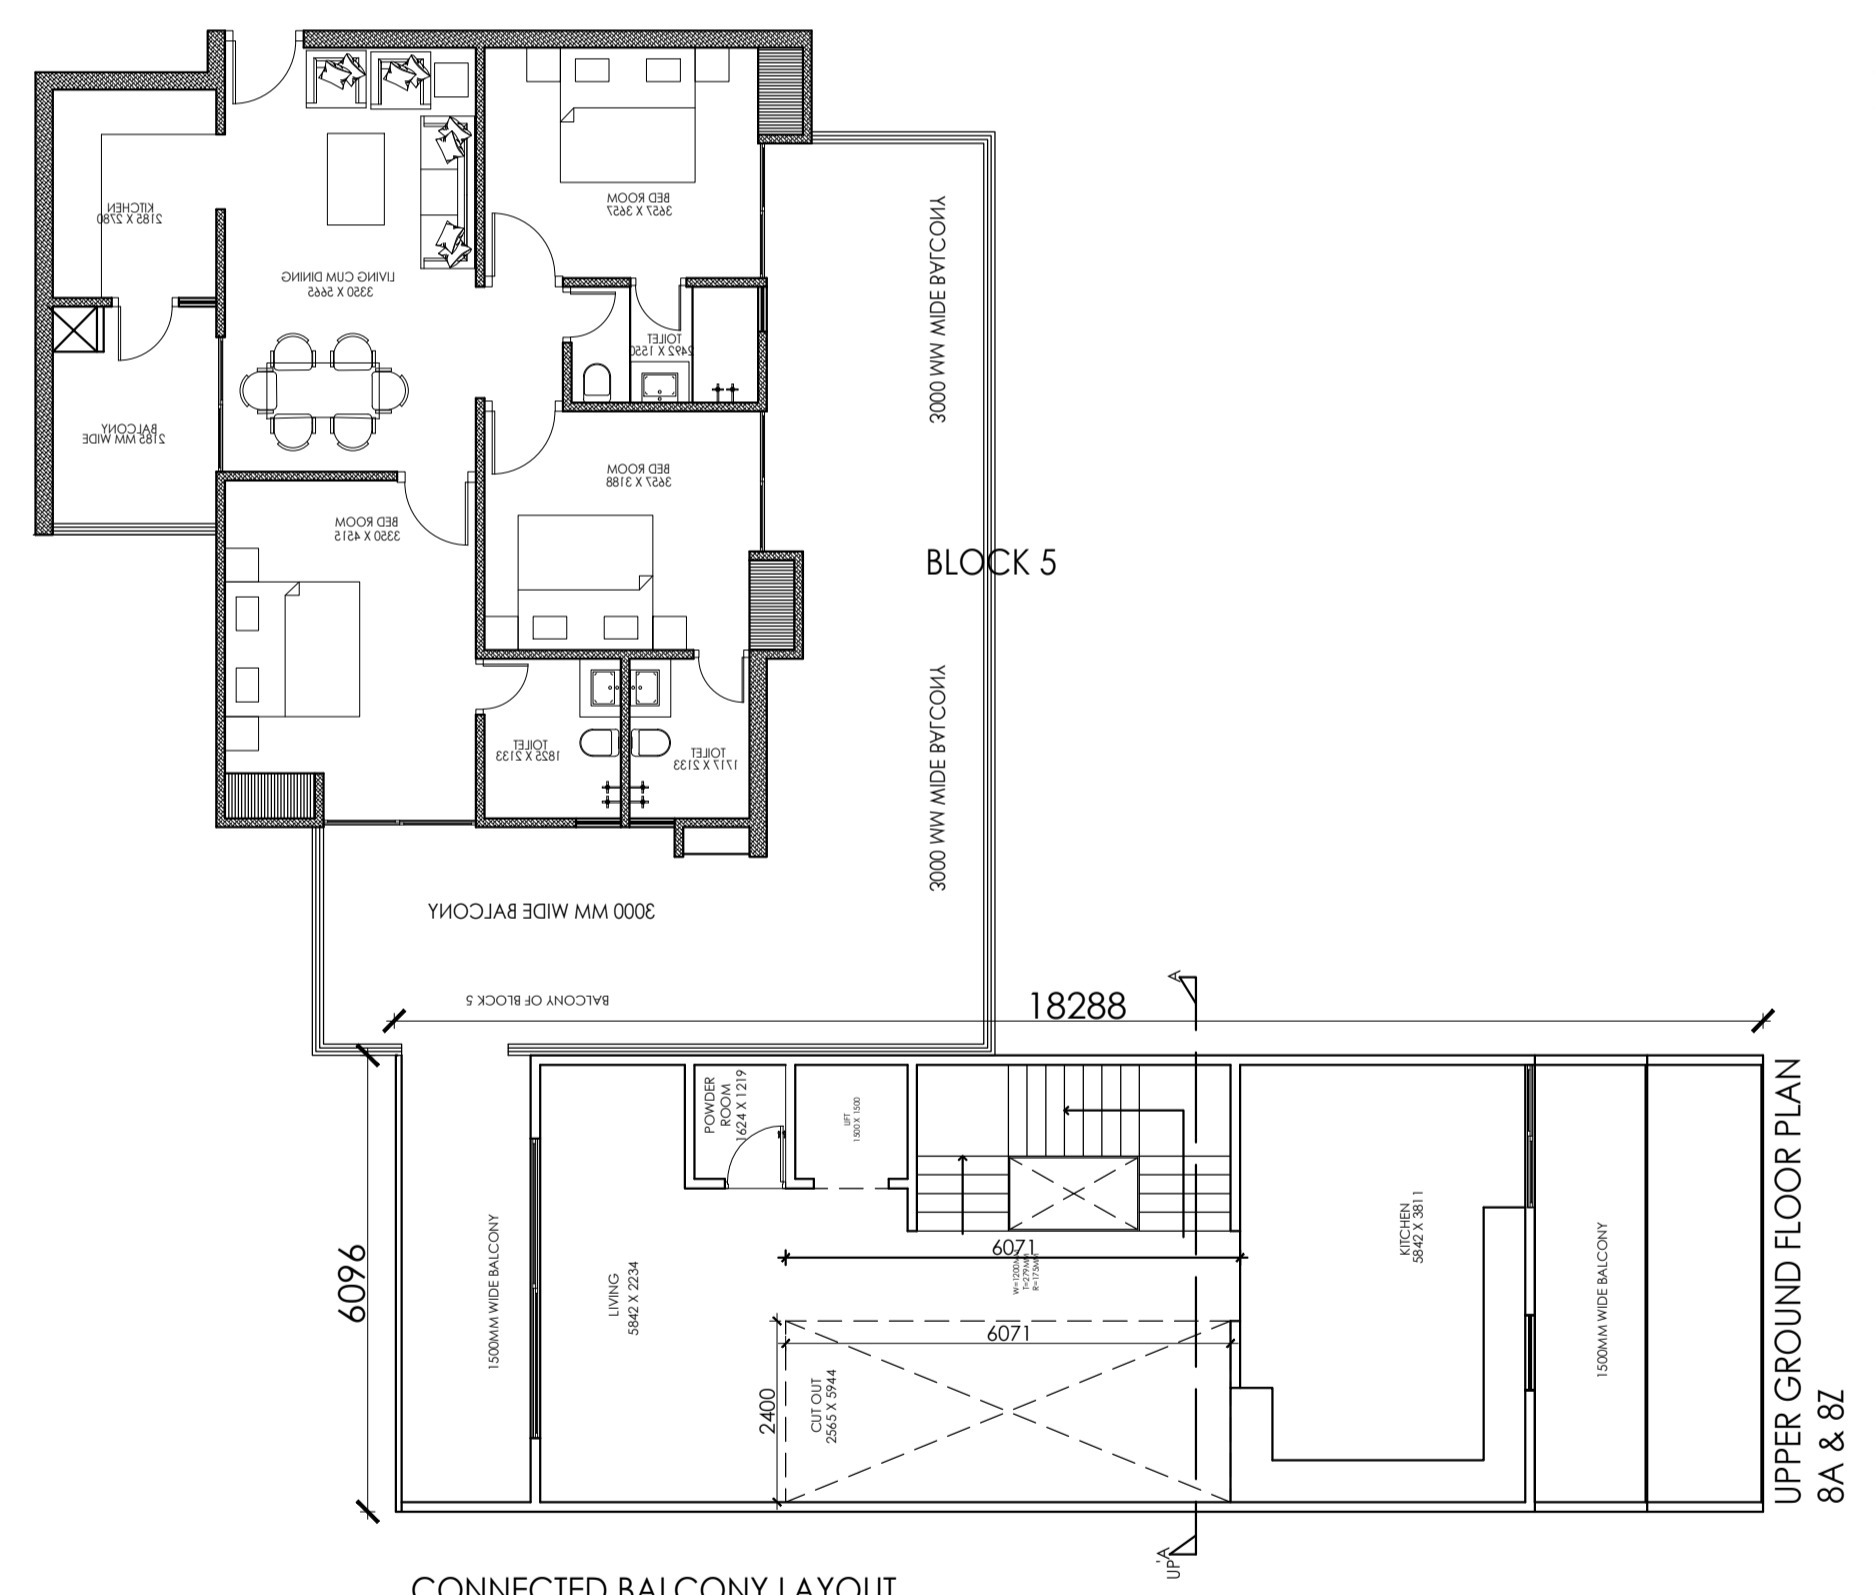 BED ROOM
3657 X 3657
KITCHEN
2185 X 2780
LIVING CUM DINING
3350 X 5665
TOILET
2492 X 1550
3000 MM WIDE BALCONY
BALCONY
2185 MM WIDE
BED ROOM
3657 X 3188
BED ROOM
3350 X 4515
BLOCK 5
TOILET
1825 X 2133
TOILET
1717 X 2133
3000 MM WIDE BALCONY
3000 MM WIDE BALCONY
BALCONY OF BLOCK 5
18288
A
POWDER
ROOM
1624 X 1219
LIFT
1500 X 1500
6096
1500MM WIDE BALCONY
LIVING
5842 X 2234
6071
W=1200MM
T=279MM
R=175MM
KITCHEN
5842 X 3811
1500MM WIDE BALCONY
6071
2400
CUT OUT
2565 X 5944
UPPER GROUND FLOOR PLAN
8A & 8Z
UP
'A
CONNECTED BALCONY LAYOUT